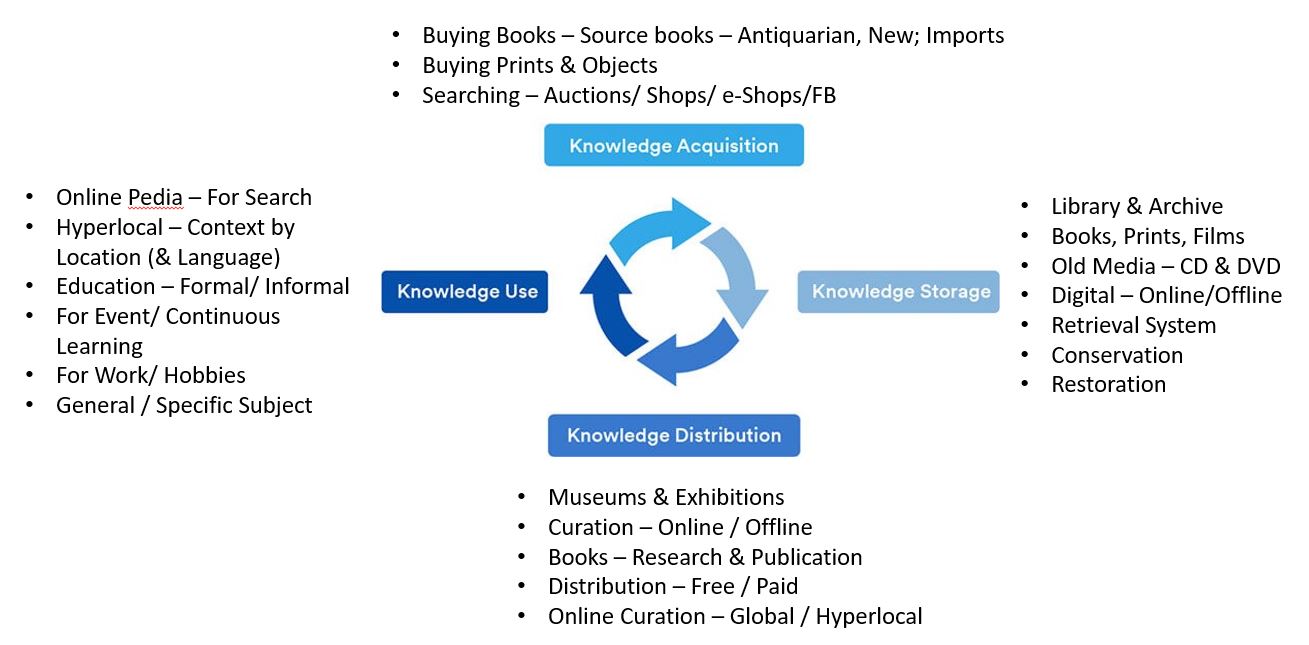 • Buying Books – Source books – Antiquarian, New; Imports
• Buying Prints & Objects
• Searching – Auctions/ Shops/ e-Shops/FB
Knowledge Acquisition
• Online Pedia – For Search
• Hyperlocal – Context by
Location (& Language)
• Education – Formal/ Informal
• For Event/ Continuous
Learning
• For Work/ Hobbies
• General / Specific Subject
Knowledge Use
Knowledge Storage
• Library & Archive
• Books, Prints, Films
• Old Media – CD & DVD
• Digital – Online/Offline
• Retrieval System
• Conservation
• Restoration
Knowledge Distribution
• Museums & Exhibitions
• Curation – Online / Offline
• Books – Research & Publication
• Distribution – Free / Paid
• Online Curation – Global / Hyperlocal